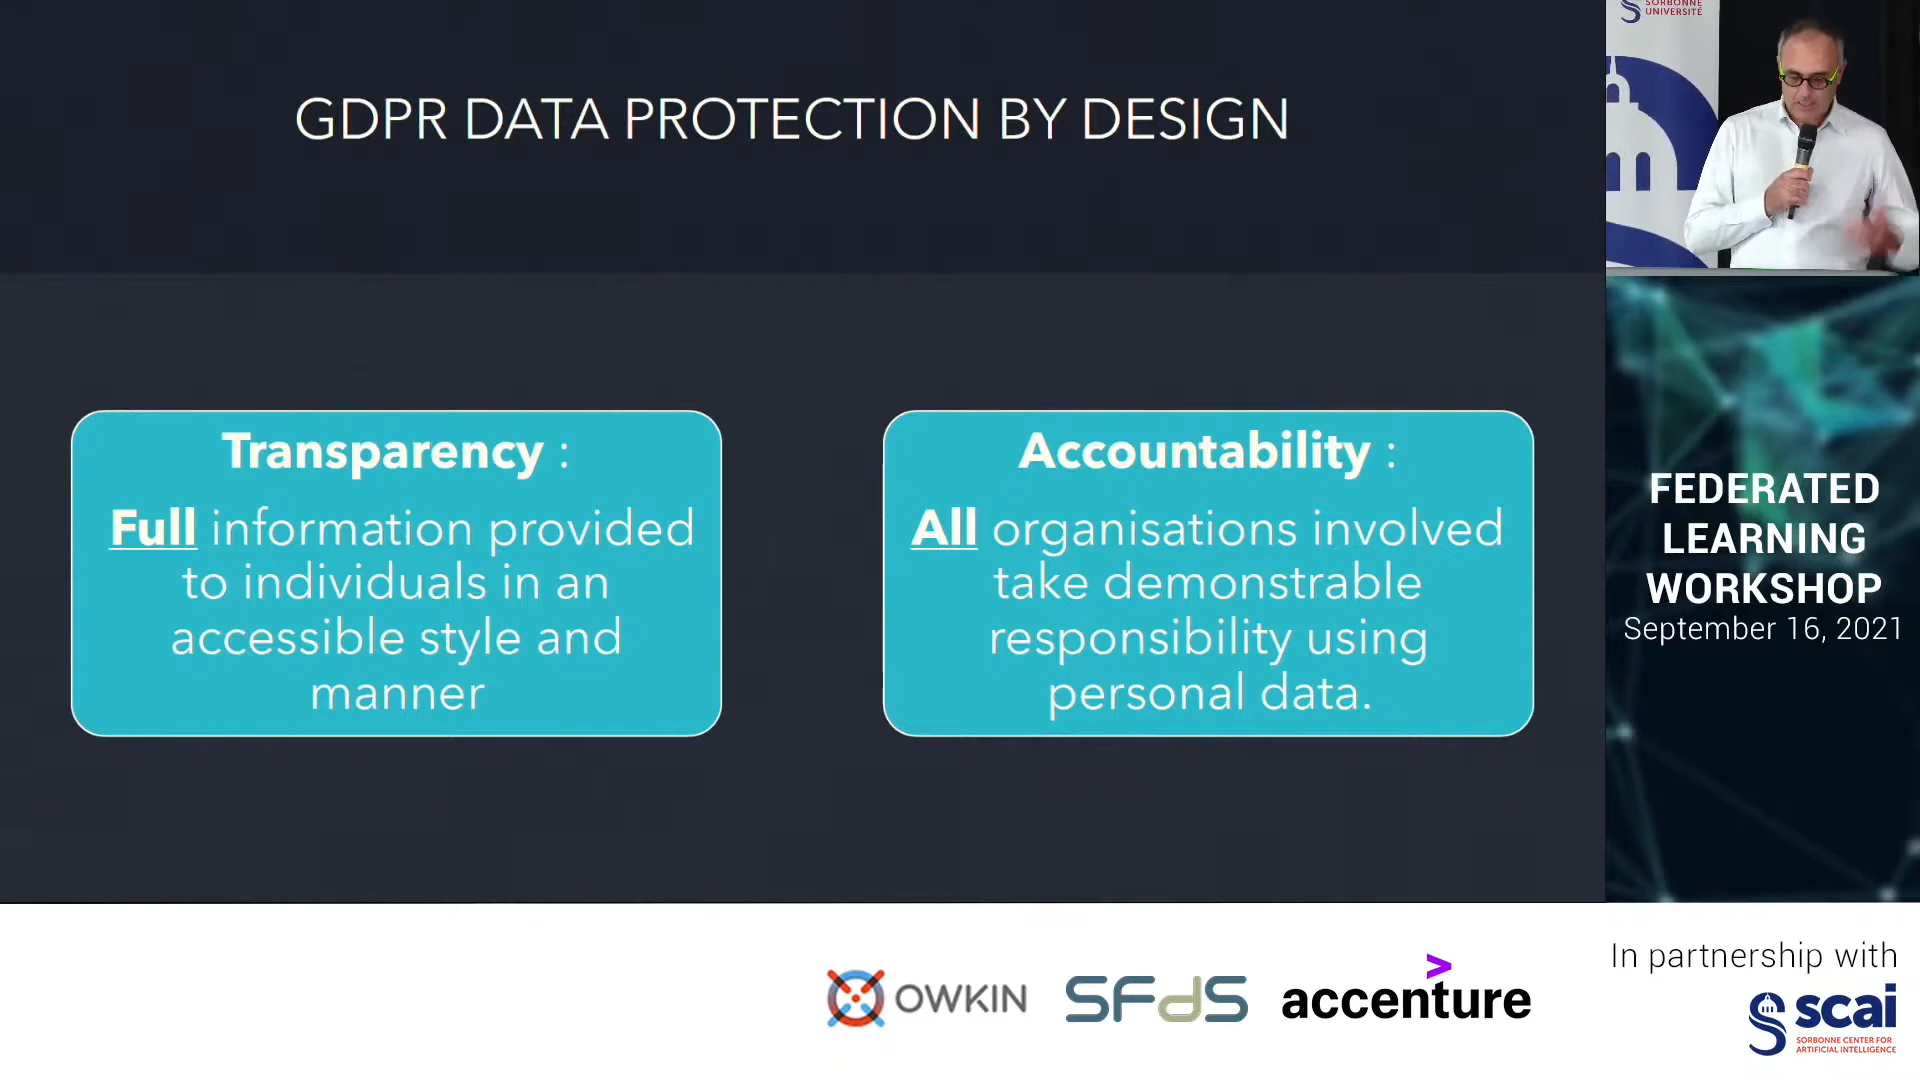 GDPR DATA PROTECTION BY DESIGN
Transparency :
Full information provided
to individuals in an
accessible style and
manner
Accountability :
All organisations involved
take demonstrable
responsibility using
personal data.
SORBONNE
UNIVERSITÉ
FEDERATED
LEARNING
WORKSHOP
September 16, 2021
OWKIN
SFdS
accenture
In partnership with
scai
SORBONNE CENTER FOR
ARTIFICIAL INTELLIGENCE